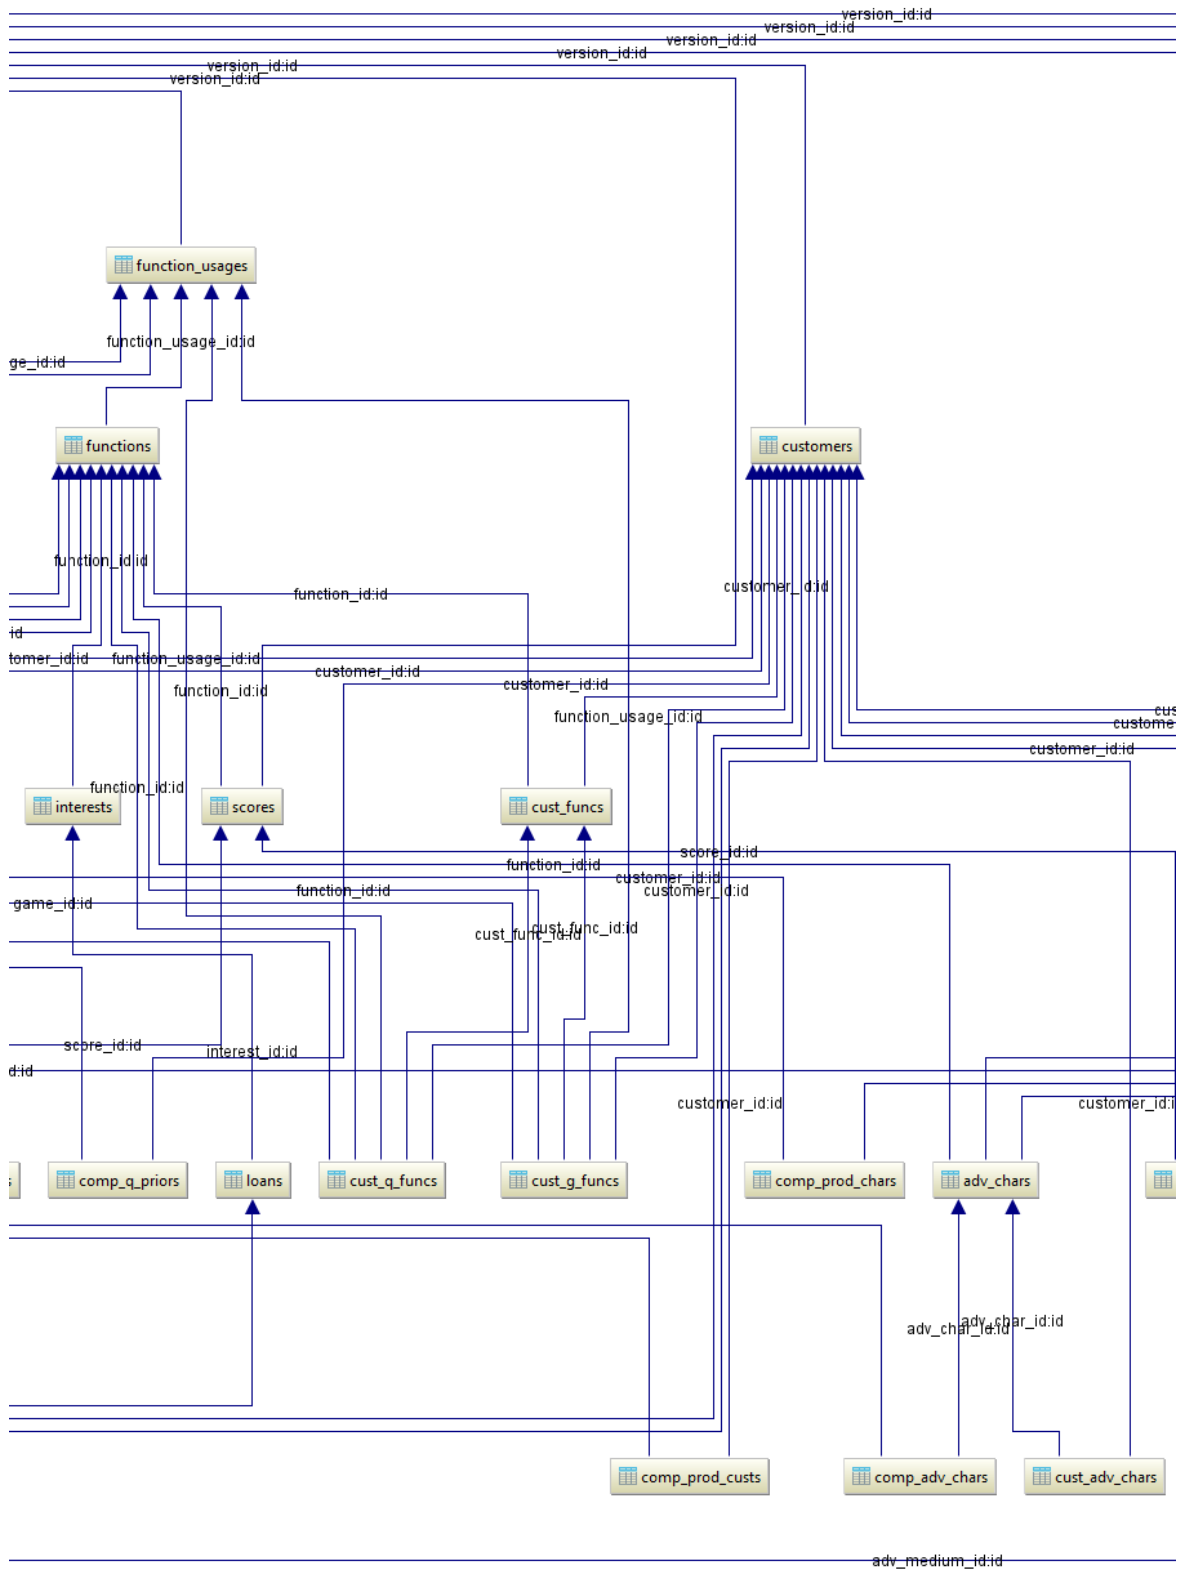 version_id:id
version_id:id
version_id:id
version_id:id
version_id:id
version_id:id
function_usages
function_usage_id:id
ge_id:id
functions
customers
function_id:id
customer_id:id
function_id:id
id
tomer_id:id
function_usage_id:id
customer_id:id
customer_id:id
function_id:id
cus
function_usage_id:id
custome
customer_id:id
function_id:id
interests
scores
cust_funcs
score_id:id
function_id:id
customer_id:id
function_id:id
customer_id:id
game_id:id
cust_func_id:id
cust_func_id:id
score_id:id
interest_id:id
d:id
customer_id:id
customer_id:i
s
comp_q_priors
loans
cust_q_funcs
cust_g_funcs
comp_prod_chars
adv_chars
adv_char_id:id
adv_char_id:id
comp_prod_custs
comp_adv_chars
cust_adv_chars
adv_medium_id:id